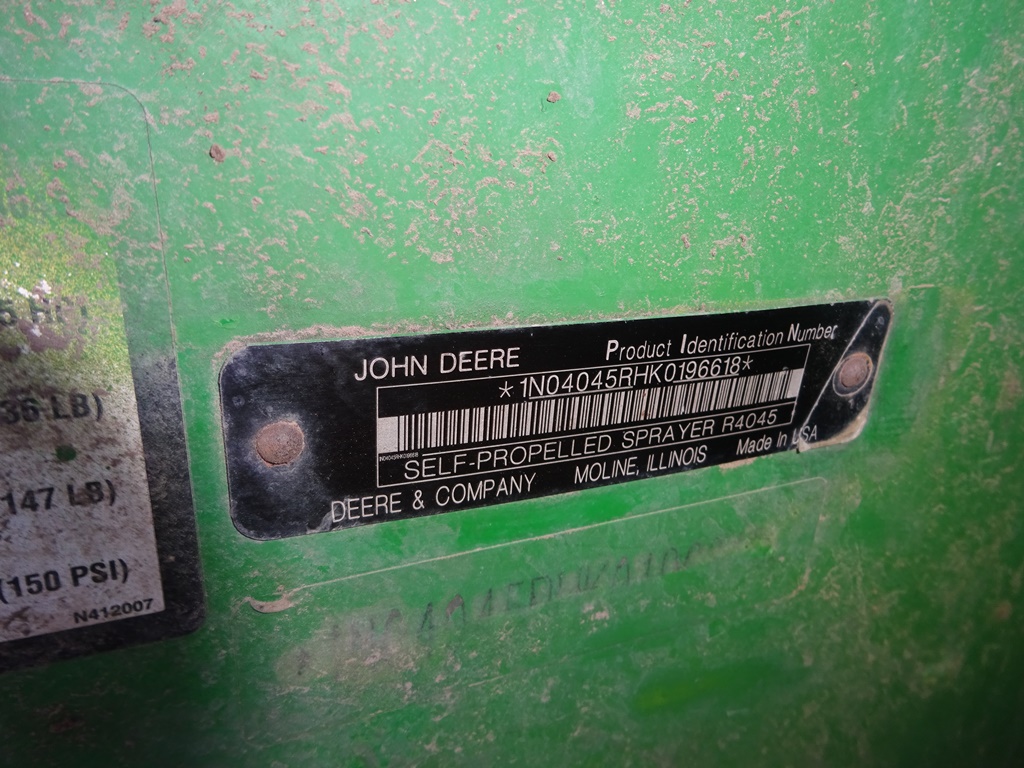 JOHN DEERE
Product Identification Number
*1N04045RHK0196618*
SELF-PROPELLED SPRAYER R4045
DEERE & COMPANY MOLINE, ILLINOIS Made In USA
LB)
147 LB)
(150 PSI)
N412007